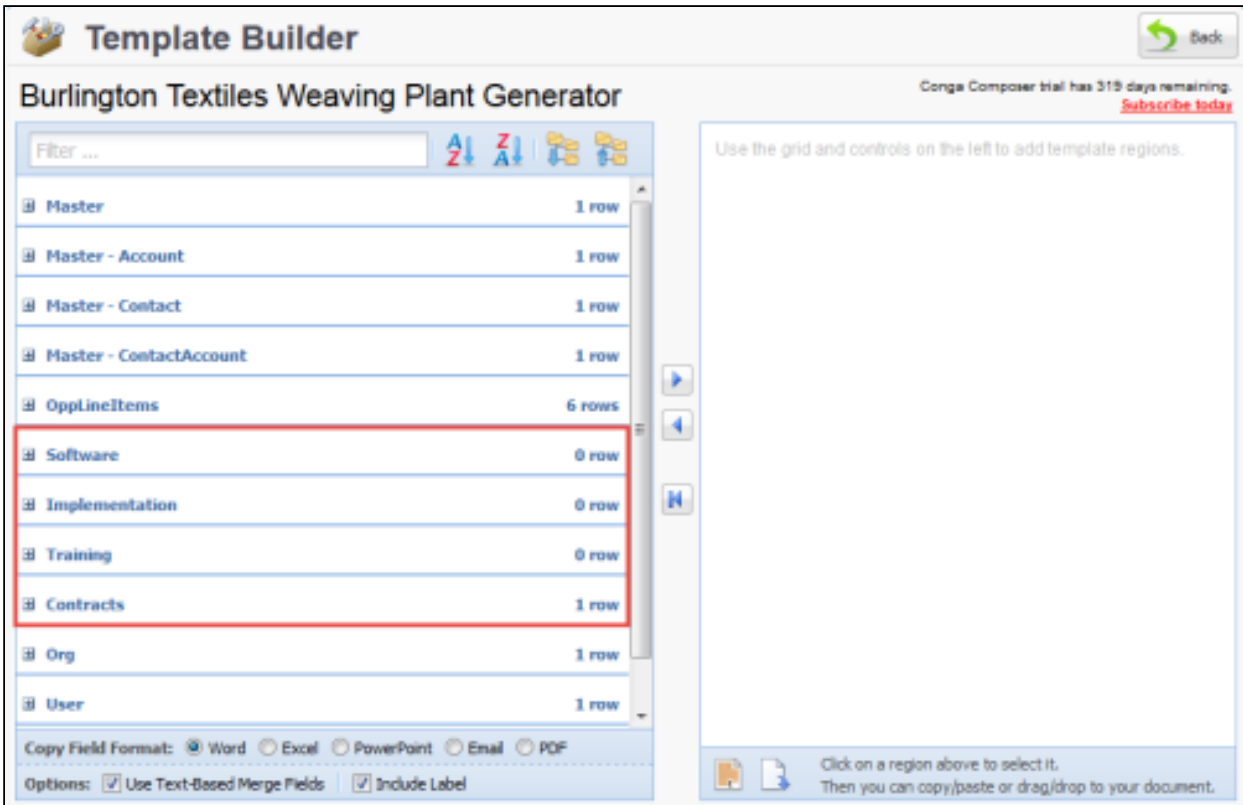 Template Builder
Back
Burlington Textiles Weaving Plant Generator
Conga Composer trial has 319 days remaining.
Subscribe today
Filter ...
Use the grid and controls on the left to add template regions.
Master 1 row
Master - Account 1 row
Master - Contact 1 row
Master - ContactAccount 1 row
OppLineItems 6 rows
Software 0 row
Implementation 0 row
Training 0 row
Contracts 1 row
Org 1 row
User 1 row
Copy Field Format: Word Excel PowerPoint Email PDF
Options: Use Text-Based Merge Fields Include Label
Click on a region above to select it.
Then you can copy/paste or drag/drop to your document.